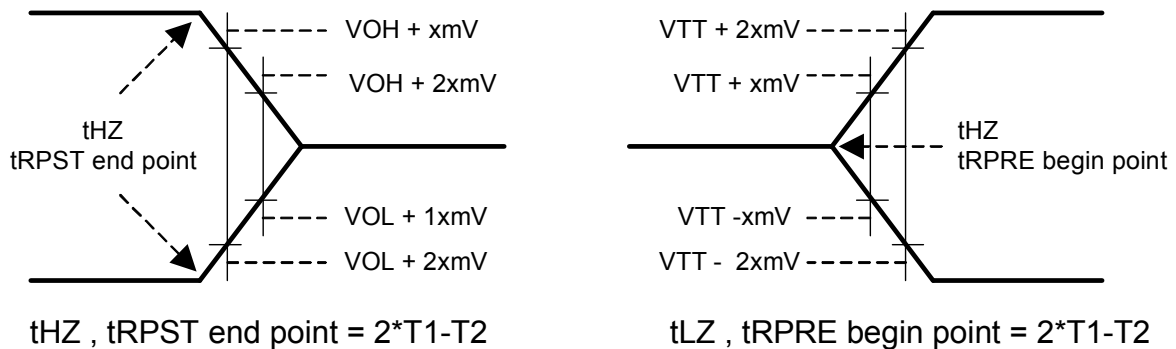 VOH + xmV
VOH + 2xmV
tHZ
tRPST end point
VOL + 1xmV
VOL + 2xmV
tHZ , tRPST end point = 2*T1-T2
VTT + 2xmV
VTT + xmV
tHZ
tRPRE begin point
VTT -xmV
VTT - 2xmV
tLZ , tRPRE begin point = 2*T1-T2